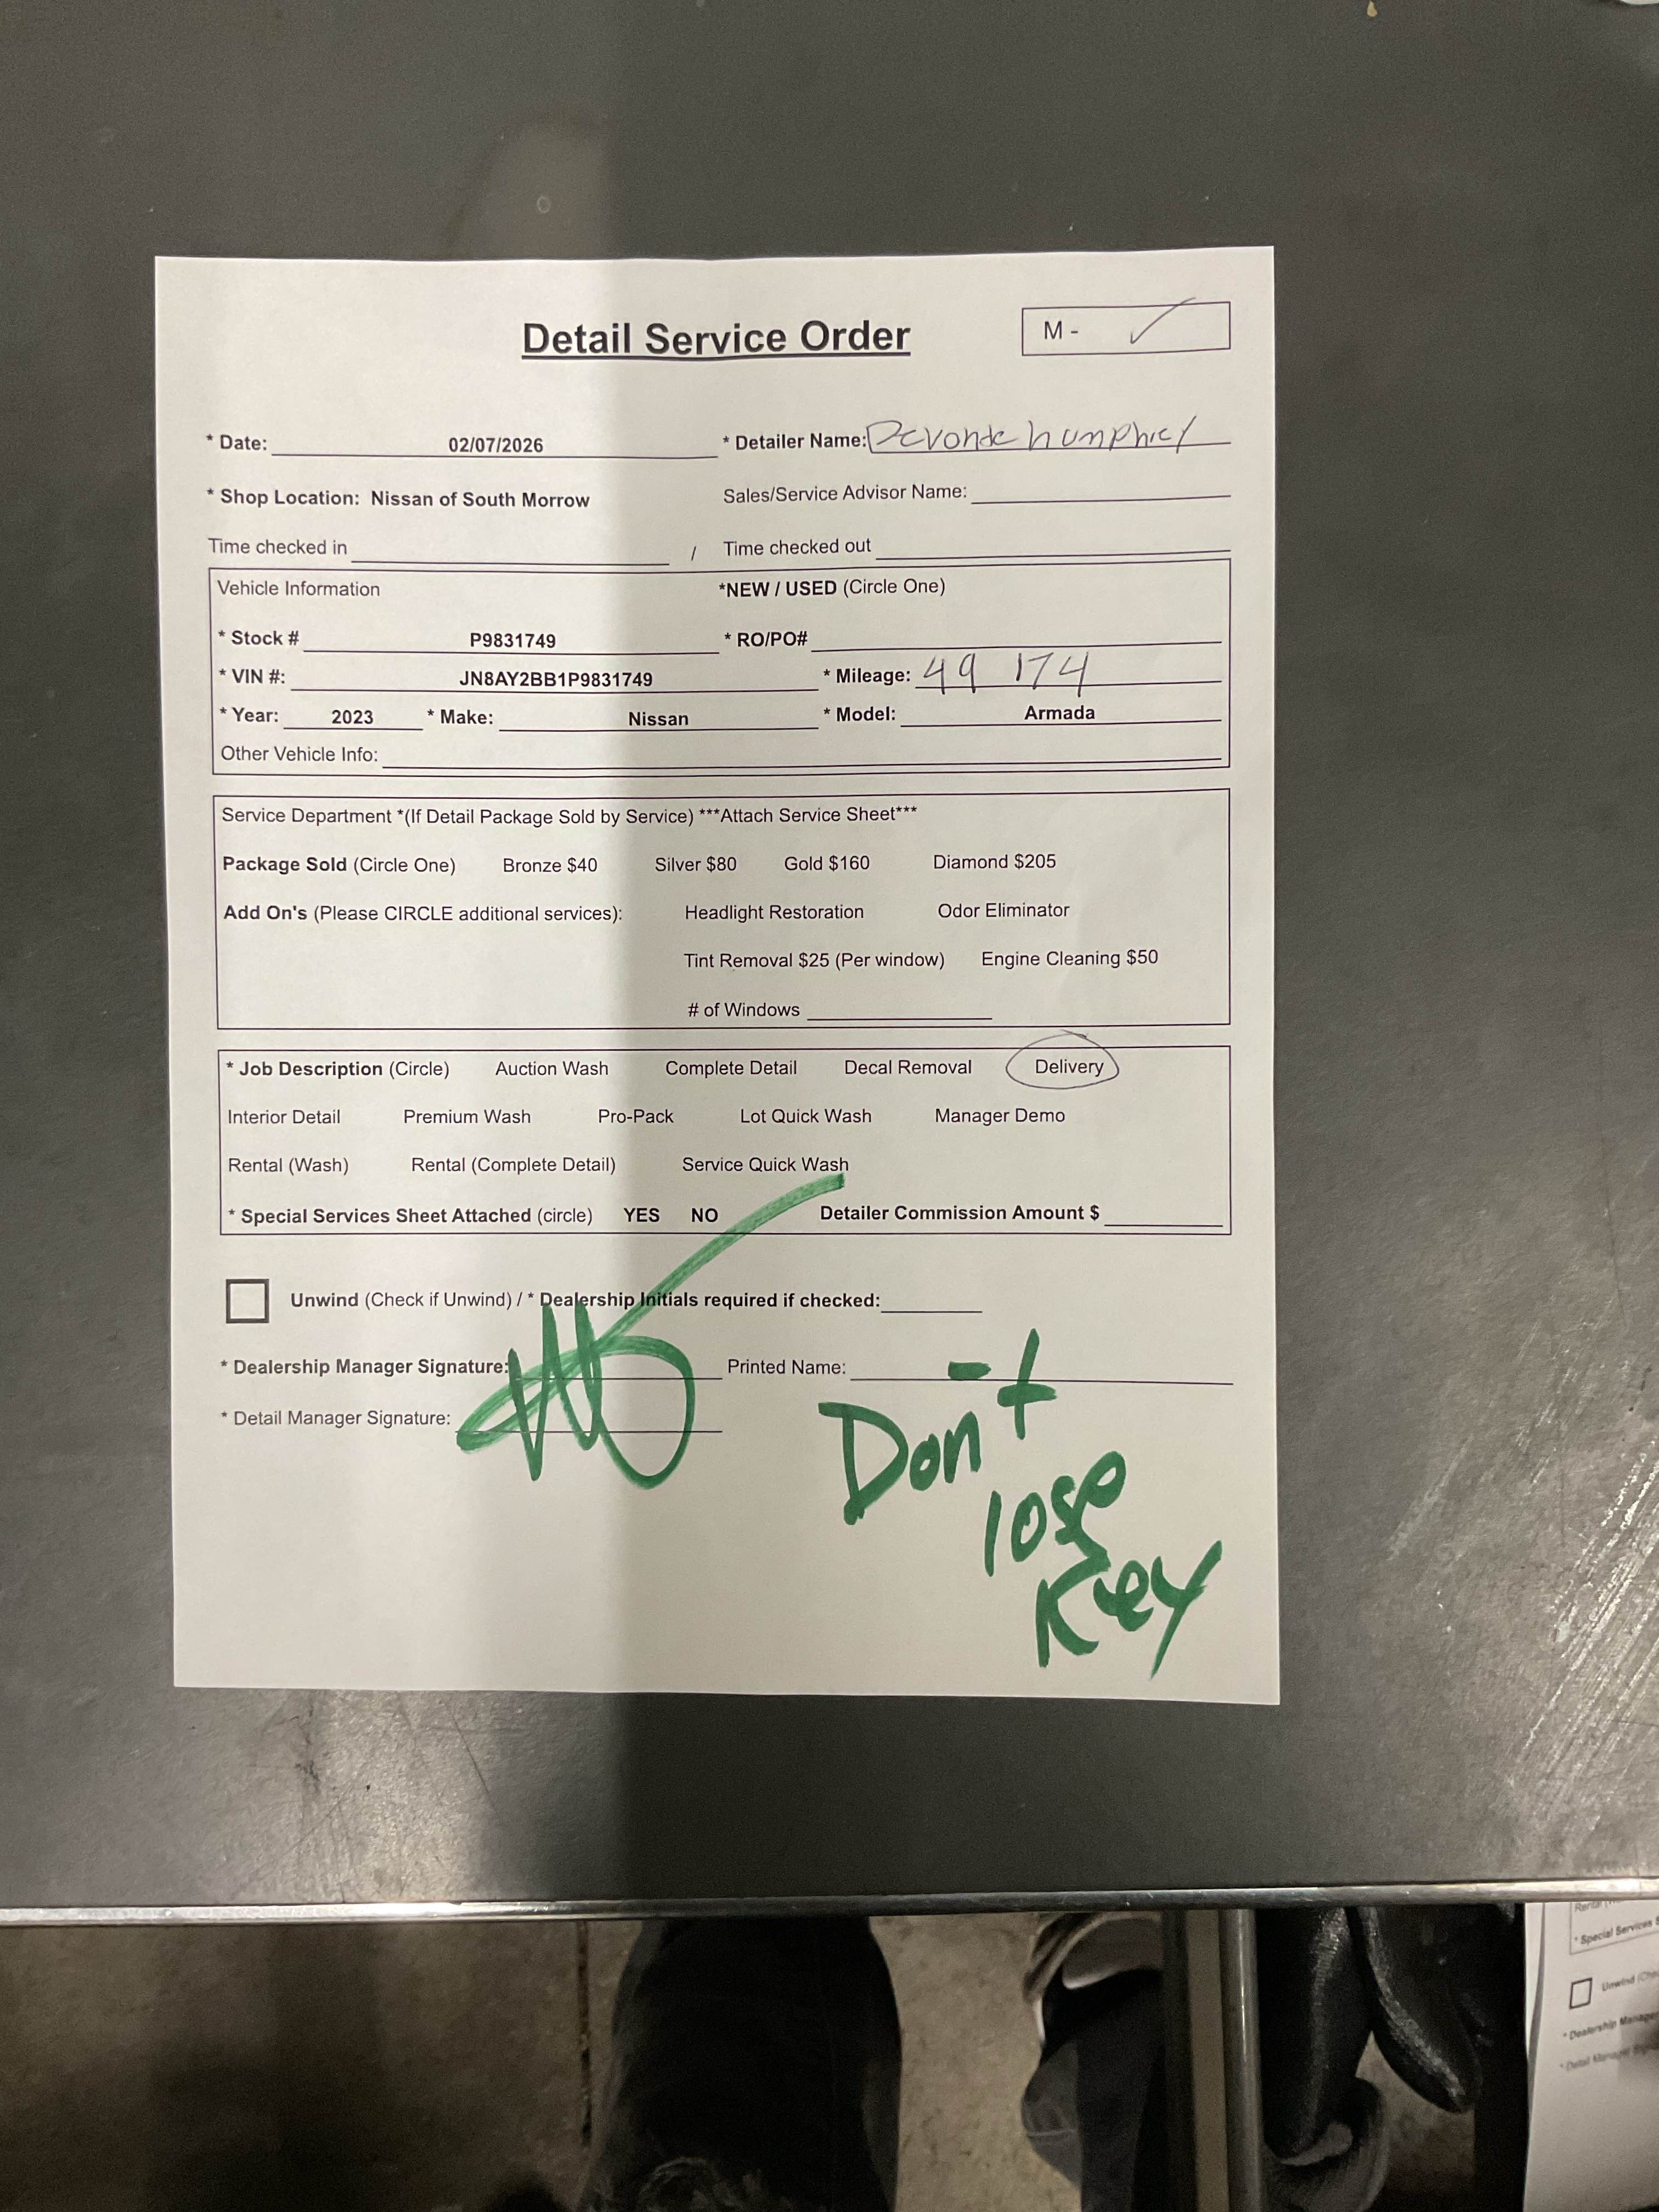 Detail Service Order
M - ✓
* Date: 02/07/2026 * Detailer Name: Devonte humphrey
* Shop Location: Nissan of South Morrow Sales/Service Advisor Name:
Time checked in / Time checked out
Vehicle Information *NEW / USED (Circle One)
* Stock # P9831749 * RO/PO#
* VIN #: JN8AY2BB1P9831749 * Mileage: 49 174
* Year: 2023 * Make: Nissan * Model: Armada
Other Vehicle Info:
Service Department *(If Detail Package Sold by Service) ***Attach Service Sheet***
Package Sold (Circle One) Bronze $40 Silver $80 Gold $160 Diamond $205
Add On's (Please CIRCLE additional services): Headlight Restoration Odor Eliminator
Tint Removal $25 (Per window) Engine Cleaning $50
# of Windows
* Job Description (Circle) Auction Wash Complete Detail Decal Removal Delivery
Interior Detail Premium Wash Pro-Pack Lot Quick Wash Manager Demo
Rental (Wash) Rental (Complete Detail) Service Quick Wash
* Special Services Sheet Attached (circle) YES NO Detailer Commission Amount $
Unwind (Check if Unwind) / * Dealership Initials required if checked:
* Dealership Manager Signature: Printed Name:
* Detail Manager Signature:
Don't
lose
Key
* Special Services
Unwind
* Dealership Manager
* Detail Manager